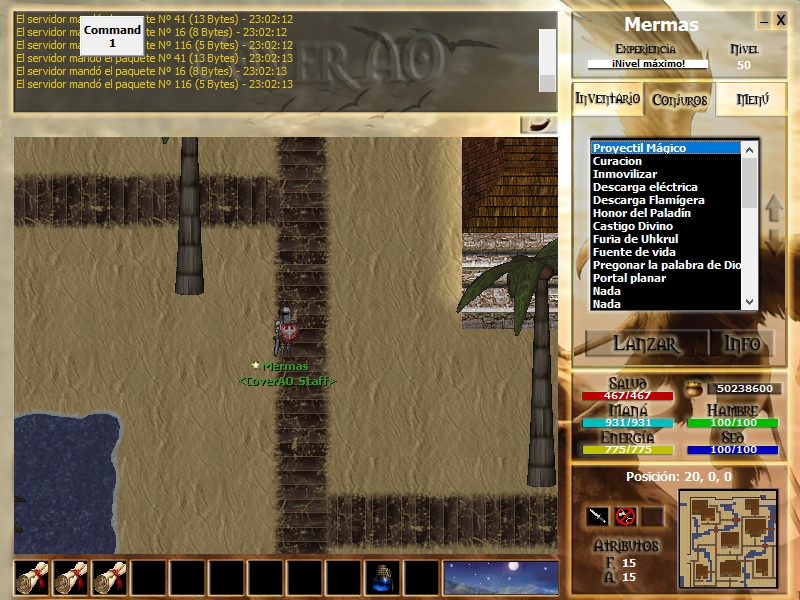 El servidor mandó el paquete Nº 41 (13 Bytes) - 23:02:12
El servidor ma te Nº 16 (8 Bytes) - 23:02:12
El servidor ma te Nº 116 (5 Bytes) - 23:02:12
El servidor mandó el paquete Nº 41 (13 Bytes) - 23:02:13
El servidor mandó el paquete Nº 16 (8 Bytes) - 23:02:13
El servidor mandó el paquete Nº 116 (5 Bytes) - 23:02:13
Command
1
CoverAO
Mermas
Experiencia
Nivel
¡Nivel máximo!
50
Inventario
Conjuros
Menú
Proyectil Mágico
Curacion
Inmovilizar
Descarga eléctrica
Descarga Flamígera
Honor del Paladín
Castigo Divino
Furia de Uhkrul
Fuente de vida
Pregonar la palabra de Dio
Portal planar
Nada
Nada
Lanzar
Info
Mermas
<CoverAO Staff>
Salud
467/467
50238600
Maná
931/931
Hambre
100/100
Energía
775/775
Sed
100/100
Posición: 20, 0, 0
Atributos
F. 15
A. 15